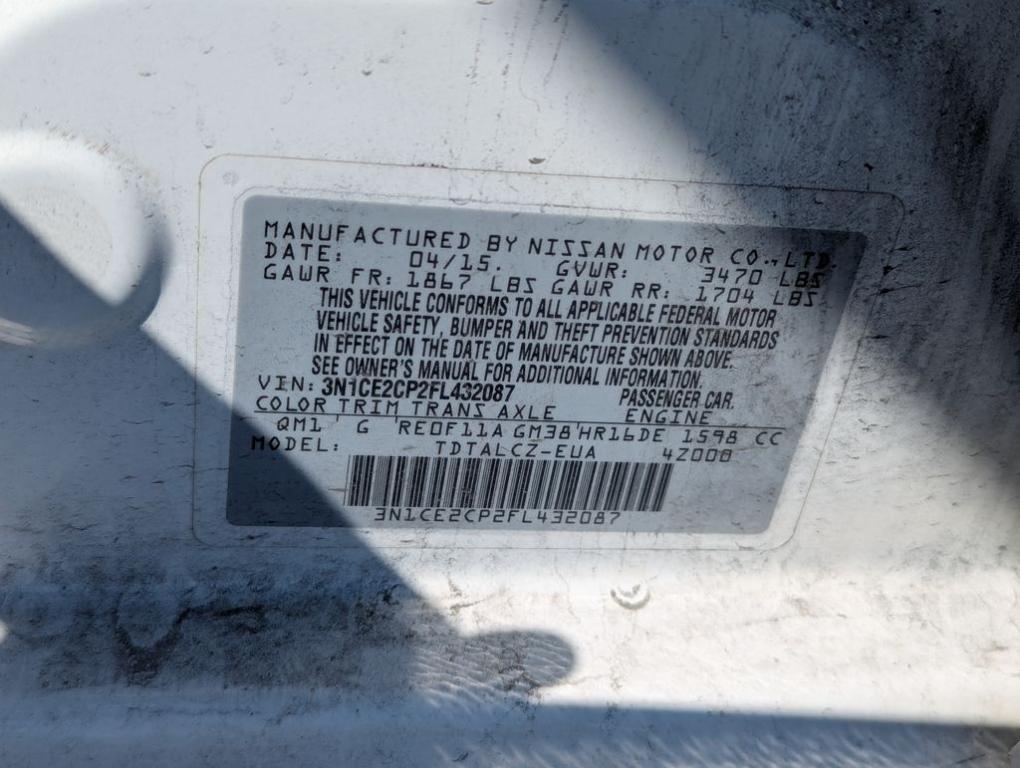 MANUFACTURED BY NISSAN MOTOR CO., LTD.
DATE: 04/15. GVWR: 3470 LBS
GAWR FR: 1867 LBS GAWR RR: 1704 LBS
THIS VEHICLE CONFORMS TO ALL APPLICABLE FEDERAL MOTOR
VEHICLE SAFETY, BUMPER AND THEFT PREVENTION STANDARDS
IN EFFECT ON THE DATE OF MANUFACTURE SHOWN ABOVE.
SEE OWNER'S MANUAL FOR ADDITIONAL INFORMATION.
VIN: 3N1CE2CP2FL432087 PASSENGER CAR.
COLOR TRIM TRANS AXLE ENGINE
QM1 ' G ' RE0F11A GM38 'HR16DE 1598 CC
MODEL: TDTALCZ-EUA 4Z000
3N1CE2CP2FL432087